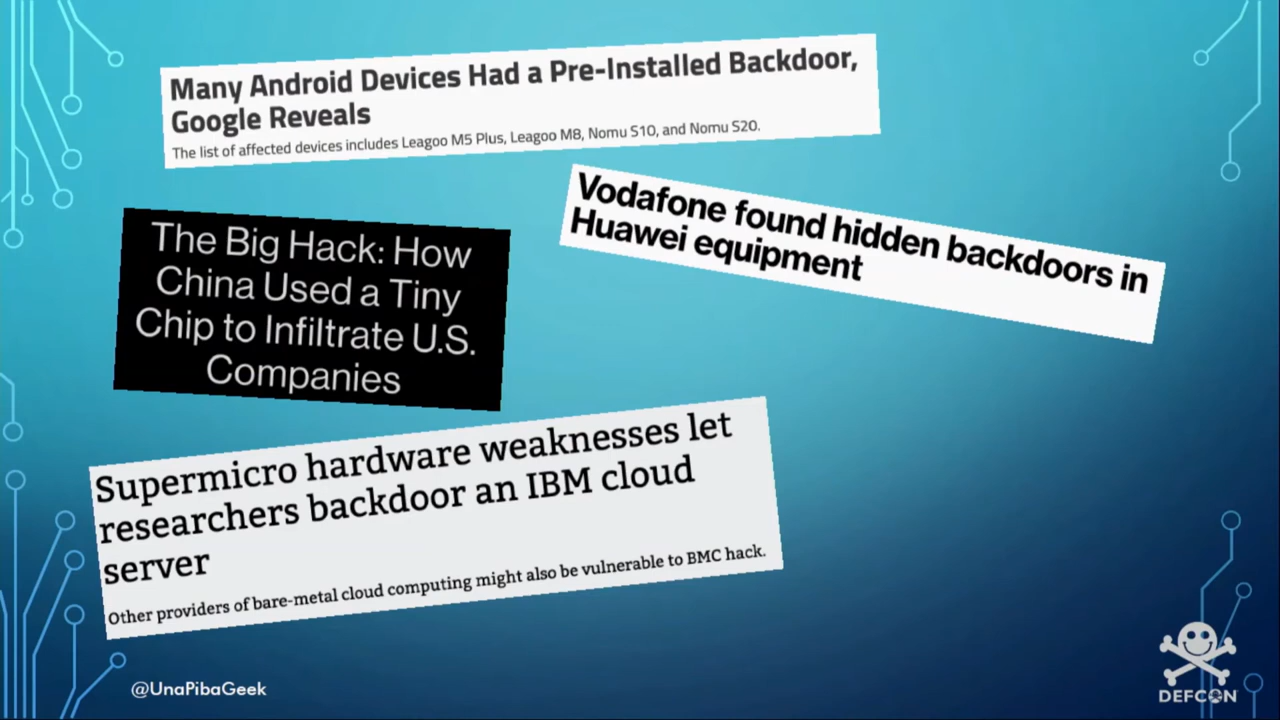 Many Android Devices Had a Pre-Installed Backdoor,
Google Reveals
The list of affected devices includes Leagoo M5 Plus, Leagoo M8, Nomu S10, and Nomu S20.
Vodafone found hidden backdoors in
Huawei equipment
The Big Hack: How
China Used a Tiny
Chip to Infiltrate U.S.
Companies
Supermicro hardware weaknesses let
researchers backdoor an IBM cloud
server
Other providers of bare-metal cloud computing might also be vulnerable to BMC hack.
@UnaPibaGeek
DEFCON